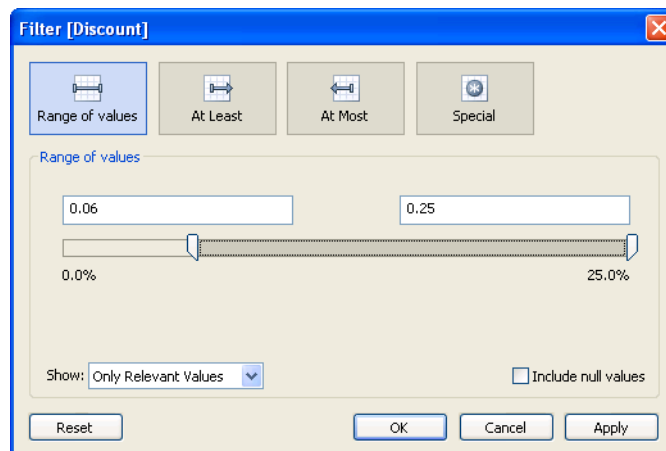 Filter [Discount]
Range of values
At Least
At Most
Special
Range of values
0.06
0.25
0.0%
25.0%
Show: Only Relevant Values
Include null values
Reset
OK
Cancel
Apply